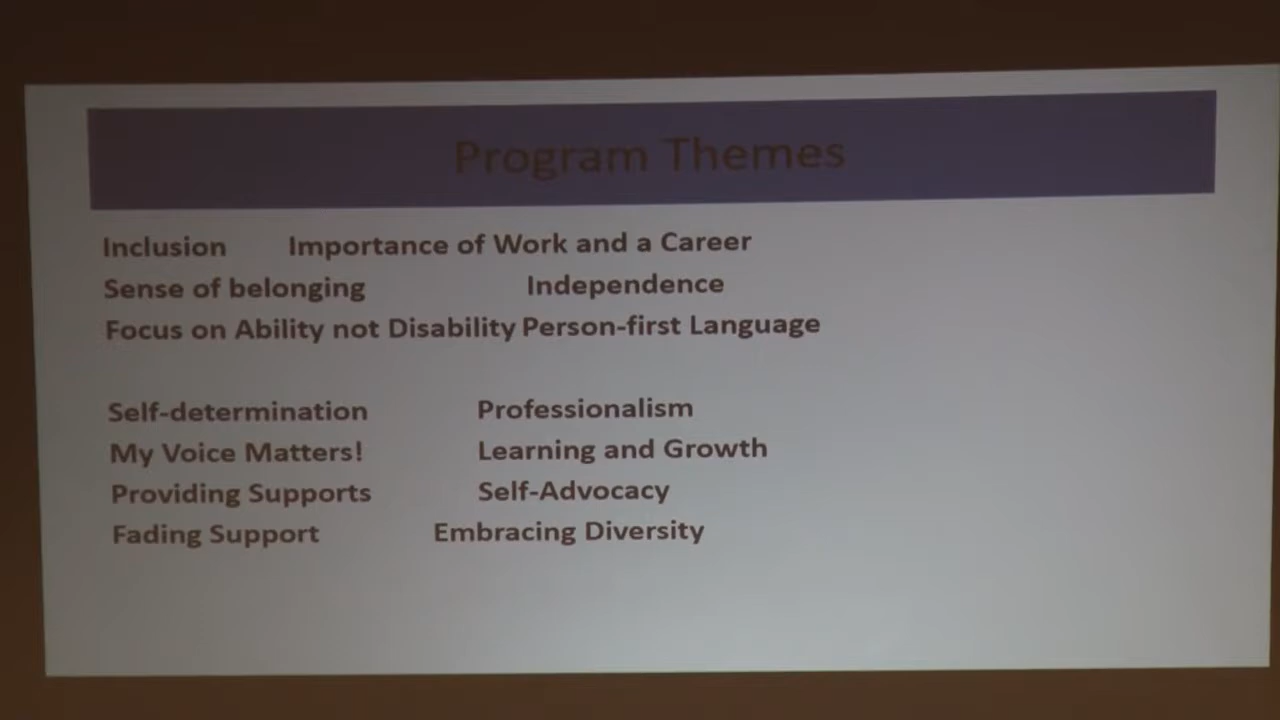 Program Themes
Inclusion Importance of Work and a Career
Sense of belonging Independence
Focus on Ability not Disability Person-first Language
Self-determination Professionalism
My Voice Matters! Learning and Growth
Providing Supports Self-Advocacy
Fading Support Embracing Diversity